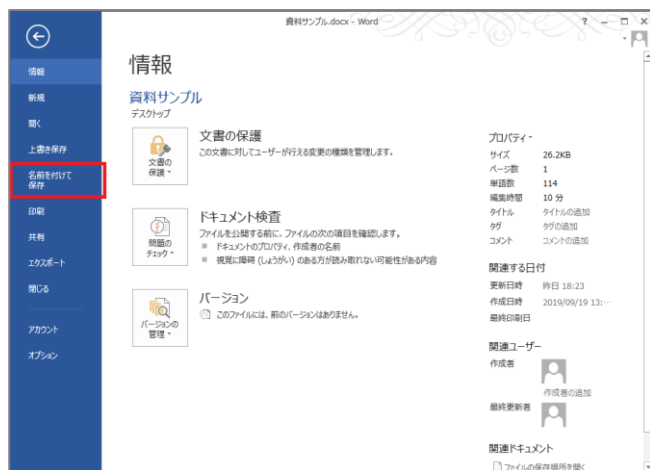 資料サンプル.docx - Word
?
情報
新規
開く
上書き保存
名前を付けて
保存
印刷
共有
エクスポート
閉じる
アカウント
オプション
情報
資料サンプル
デスクトップ
文書の
保護
文書の保護
この文書に対してユーザーが行える変更の種類を管理します。
問題の
チェック
ドキュメント検査
ファイルを公開する前に、ファイルの次の項目を確認します。
ドキュメントのプロパティ、作成者の名前
視覚に障碍 (しょうがい) のある方が読み取れない可能性がある内容
バージョンの
管理
バージョン
このファイルには、前のバージョンはありません。
プロパティ
サイズ 26.2KB
ページ数 1
単語数 114
編集時間 10 分
タイトル タイトルの追加
タグ タグの追加
コメント コメントの追加
関連する日付
更新日時 昨日 18:23
作成日時 2019/09/19 13:…
最終印刷日
関連ユーザー
作成者
作成者の追加
最終更新者
関連ドキュメント
ファイルの保存場所を開く